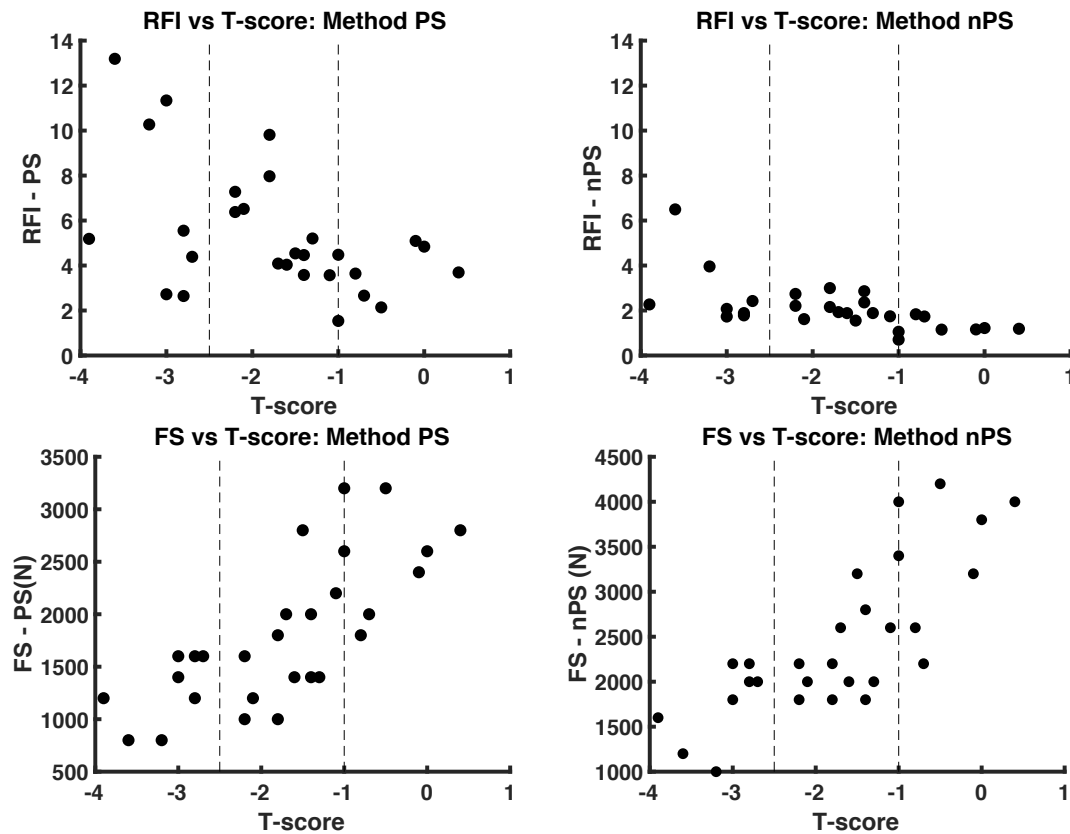 RFI vs T-score: Method PS
14
12
10
8
6
4
2
0
RFI - PS
-4 -3 -2 -1 0 1
T-score
RFI vs T-score: Method nPS
14
12
10
8
6
4
2
0
RFI - nPS
-4 -3 -2 -1 0 1
T-score
FS vs T-score: Method PS
3500
3000
2500
2000
1500
1000
500
FS - PS(N)
-4 -3 -2 -1 0 1
T-score
FS vs T-score: Method nPS
4500
4000
3500
3000
2500
2000
1500
1000
FS - nPS (N)
-4 -3 -2 -1 0 1
T-score